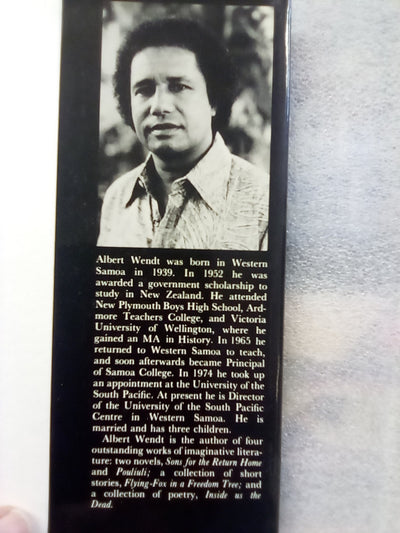 Albert Wendt was born in Western
Samoa in 1939. In 1952 he was
awarded a government scholarship to
study in New Zealand. He attended
New Plymouth Boys High School, Ard-
more Teachers College, and Victoria
University of Wellington, where he
gained an MA in History. In 1965 he
returned to Western Samoa to teach,
and soon afterwards became Principal
of Samoa College. In 1974 he took up
an appointment at the University of the
South Pacific. At present he is Director
of the University of the South Pacific
Centre in Western Samoa. He is
married and has three children.
Albert Wendt is the author of four
outstanding works of imaginative litera-
ture: two novels, Sons for the Return Home
and Pouliuli; a collection of short
stories, Flying-Fox in a Freedom Tree; and
a collection of poetry, Inside us the
Dead.